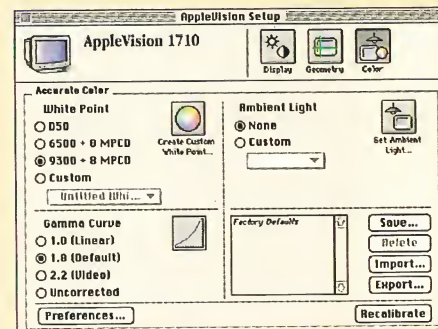 AppleVision Setup
AppleVision 1710
Display
Geometry
Color
Accurate Color
White Point
D50
6500 + 8 MPCD
9300 + 8 MPCD
Custom
Untitled Whi...
Create Custom
White Point...
Ambient Light
None
Custom
Set Ambient
Light...
Gamma Curve
1.0 (Linear)
1.8 (Default)
2.2 (Video)
Uncorrected
Factory Defaults
Save...
Delete
Import...
Export...
Preferences...
Recalibrate